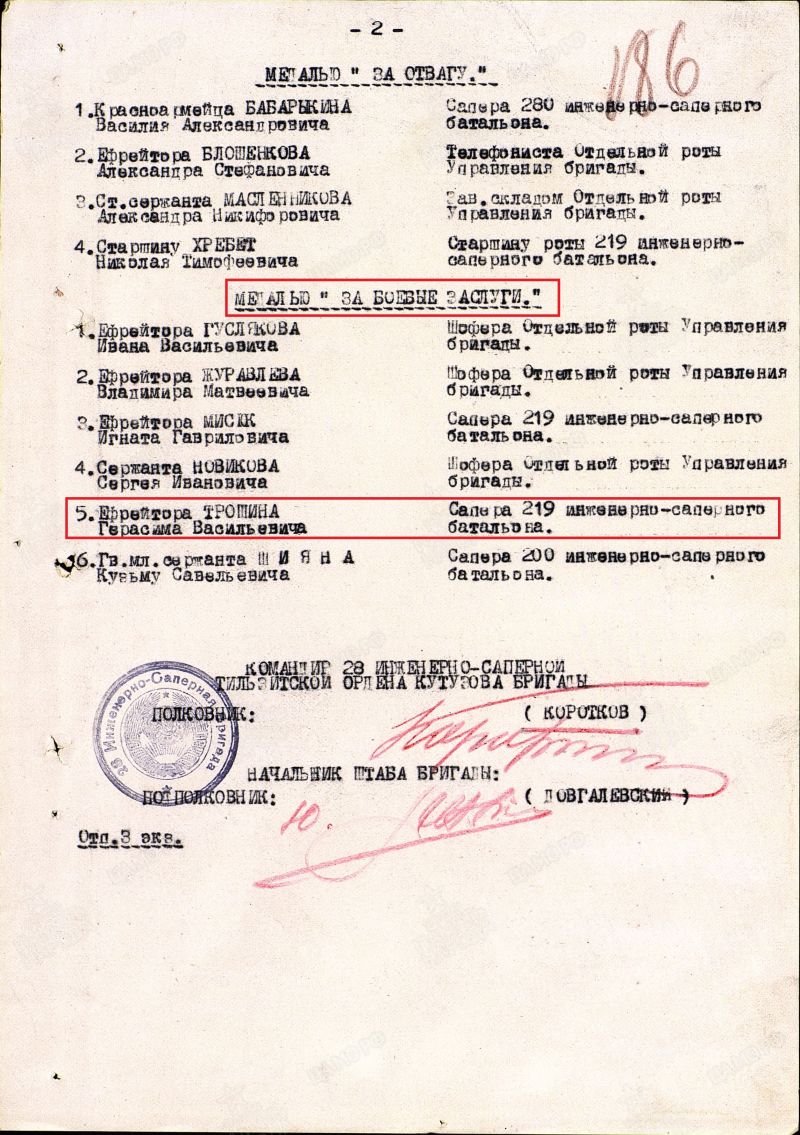 - 2 -
186
МЕДАЛЬЮ " ЗА ОТВАГУ."
1.Красноармейца БАБАРЫКИНА
Василия Александровича
Сапера 280 инженерно-саперного
батальона.
2.Ефрейтора БЛОШЕНКОВА
Александра Стефановича
Телефониста Отдельной роты
Управления бригады.
3.Ст.сержанта МАСЛЕННИКОВА
Александра Никифоровича
Зав.складом Отдельной роты
Управления бригады.
4.Старшину ХРЕБЕТ
Николая Тимофеевича
Старшину роты 219 инженерно-
саперного батальона.
МЕДАЛЬЮ " ЗА БОЕВЫЕ ЗАСЛУГИ."
1.Ефрейтора ГУСЛЯКОВА
Ивана Васильевича
Шофера Отдельной роты Управления
бригады.
2.Ефрейтора ЖУРАВЛЕВА
Владимира Матвеевича
Шофера Отдельной роты Управления
бригады.
3.Ефрейтора МИСЮК
Игната Гавриловича
Сапера 219 инженерно-саперного
батальона.
4.Сержанта НОВИКОВА
Сергея Ивановича
Шофера Отдельной роты Управления
бригады.
5.Ефрейтора ТРОШИНА
Герасима Васильевича
Сапера 219 инженерно-саперного
батальона.
6.Гв.мл.сержанта Ш И Я Н А
Кузьму Савельевича
Сапера 200 инженерно-саперного
батальона.
КОМАНДИР 28 ИНЖЕНЕРНО-САПЕРНОЙ
ТИЛЬЗИТСКОЙ ОРДЕНА КУТУЗОВА БРИГАДЫ
28 Инженерно-Саперная бригада
ПОЛКОВНИК:
( КОРОТКОВ )
НАЧАЛЬНИК ШТАБА БРИГАДЫ:
ПОДПОЛКОВНИК:
( ДОВГАЛЕВСКИЙ )
Отп.3 экз.